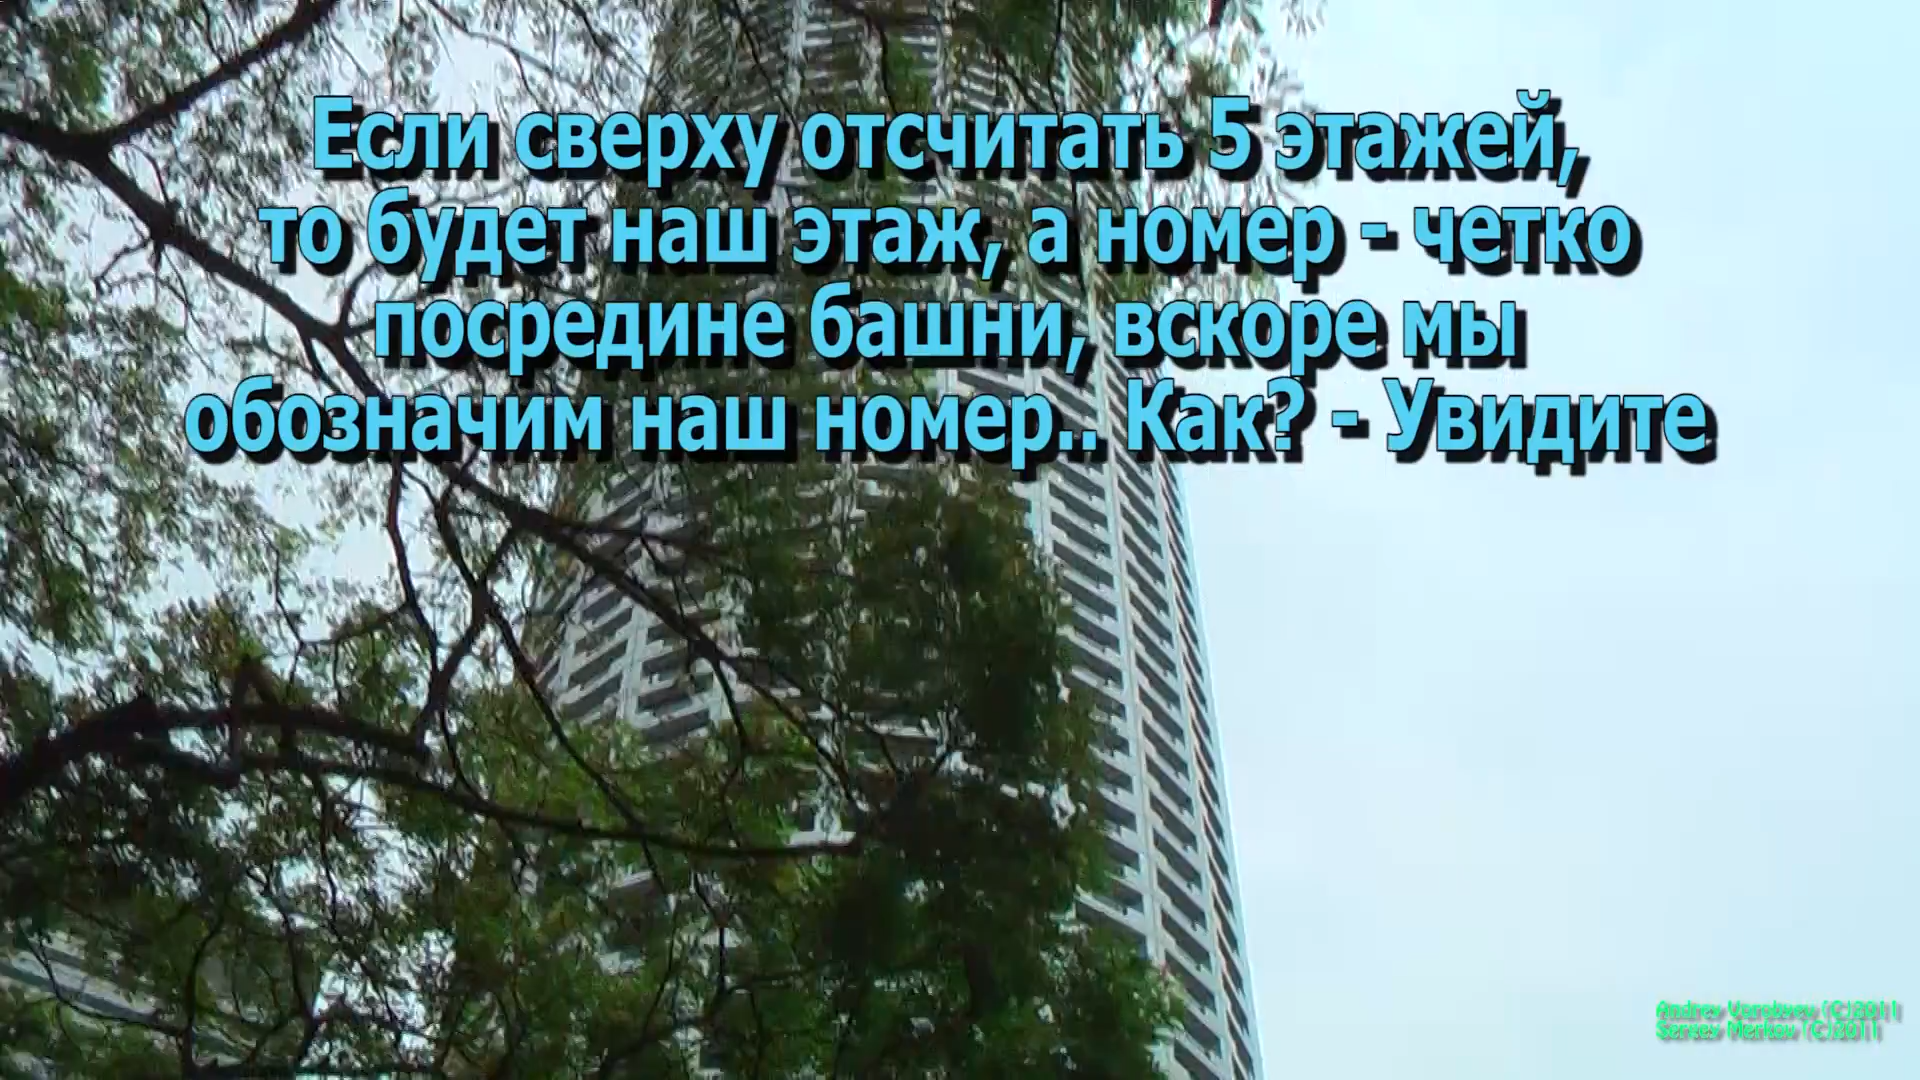 Если сверху отсчитать 5 этажей,
то будет наш этаж, а номер - четко
посредине башни, вскоре мы
обозначим наш номер.. Как? - Увидите
Andrey Vorobyev (C)2011
Sergey Merkov (C)2011